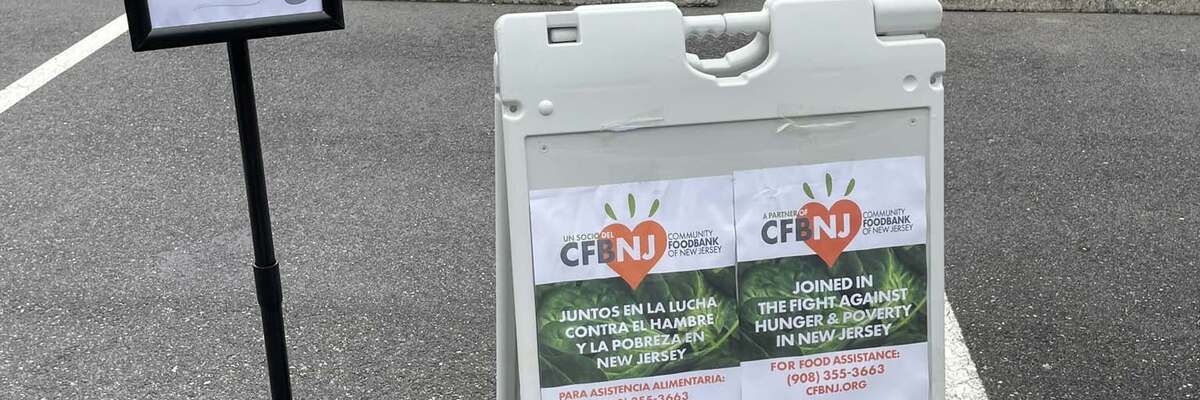 UN SOCIO DEL
CFBNJ
COMMUNITY
FOODBANK
OF NEW JERSEY
JUNTOS EN LA LUCHA
CONTRA EL HAMBRE
Y LA POBREZA EN
NEW JERSEY
PARA ASISTENCIA ALIMENTARIA:
355-3663
A PARTNER OF
CFBNJ
COMMUNITY
FOODBANK
OF NEW JERSEY
JOINED IN
THE FIGHT AGAINST
HUNGER & POVERTY
IN NEW JERSEY
FOR FOOD ASSISTANCE:
(908) 355-3663
CFBNJ.ORG